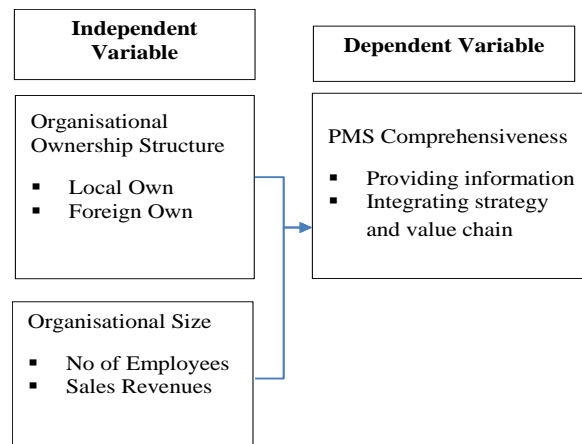 Independent
Variable
Dependent Variable
Organisational
Ownership Structure
▪ Local Own
▪ Foreign Own
Organisational Size
▪ No of Employees
▪ Sales Revenues
PMS Comprehensiveness
▪ Providing information
▪ Integrating strategy
and value chain